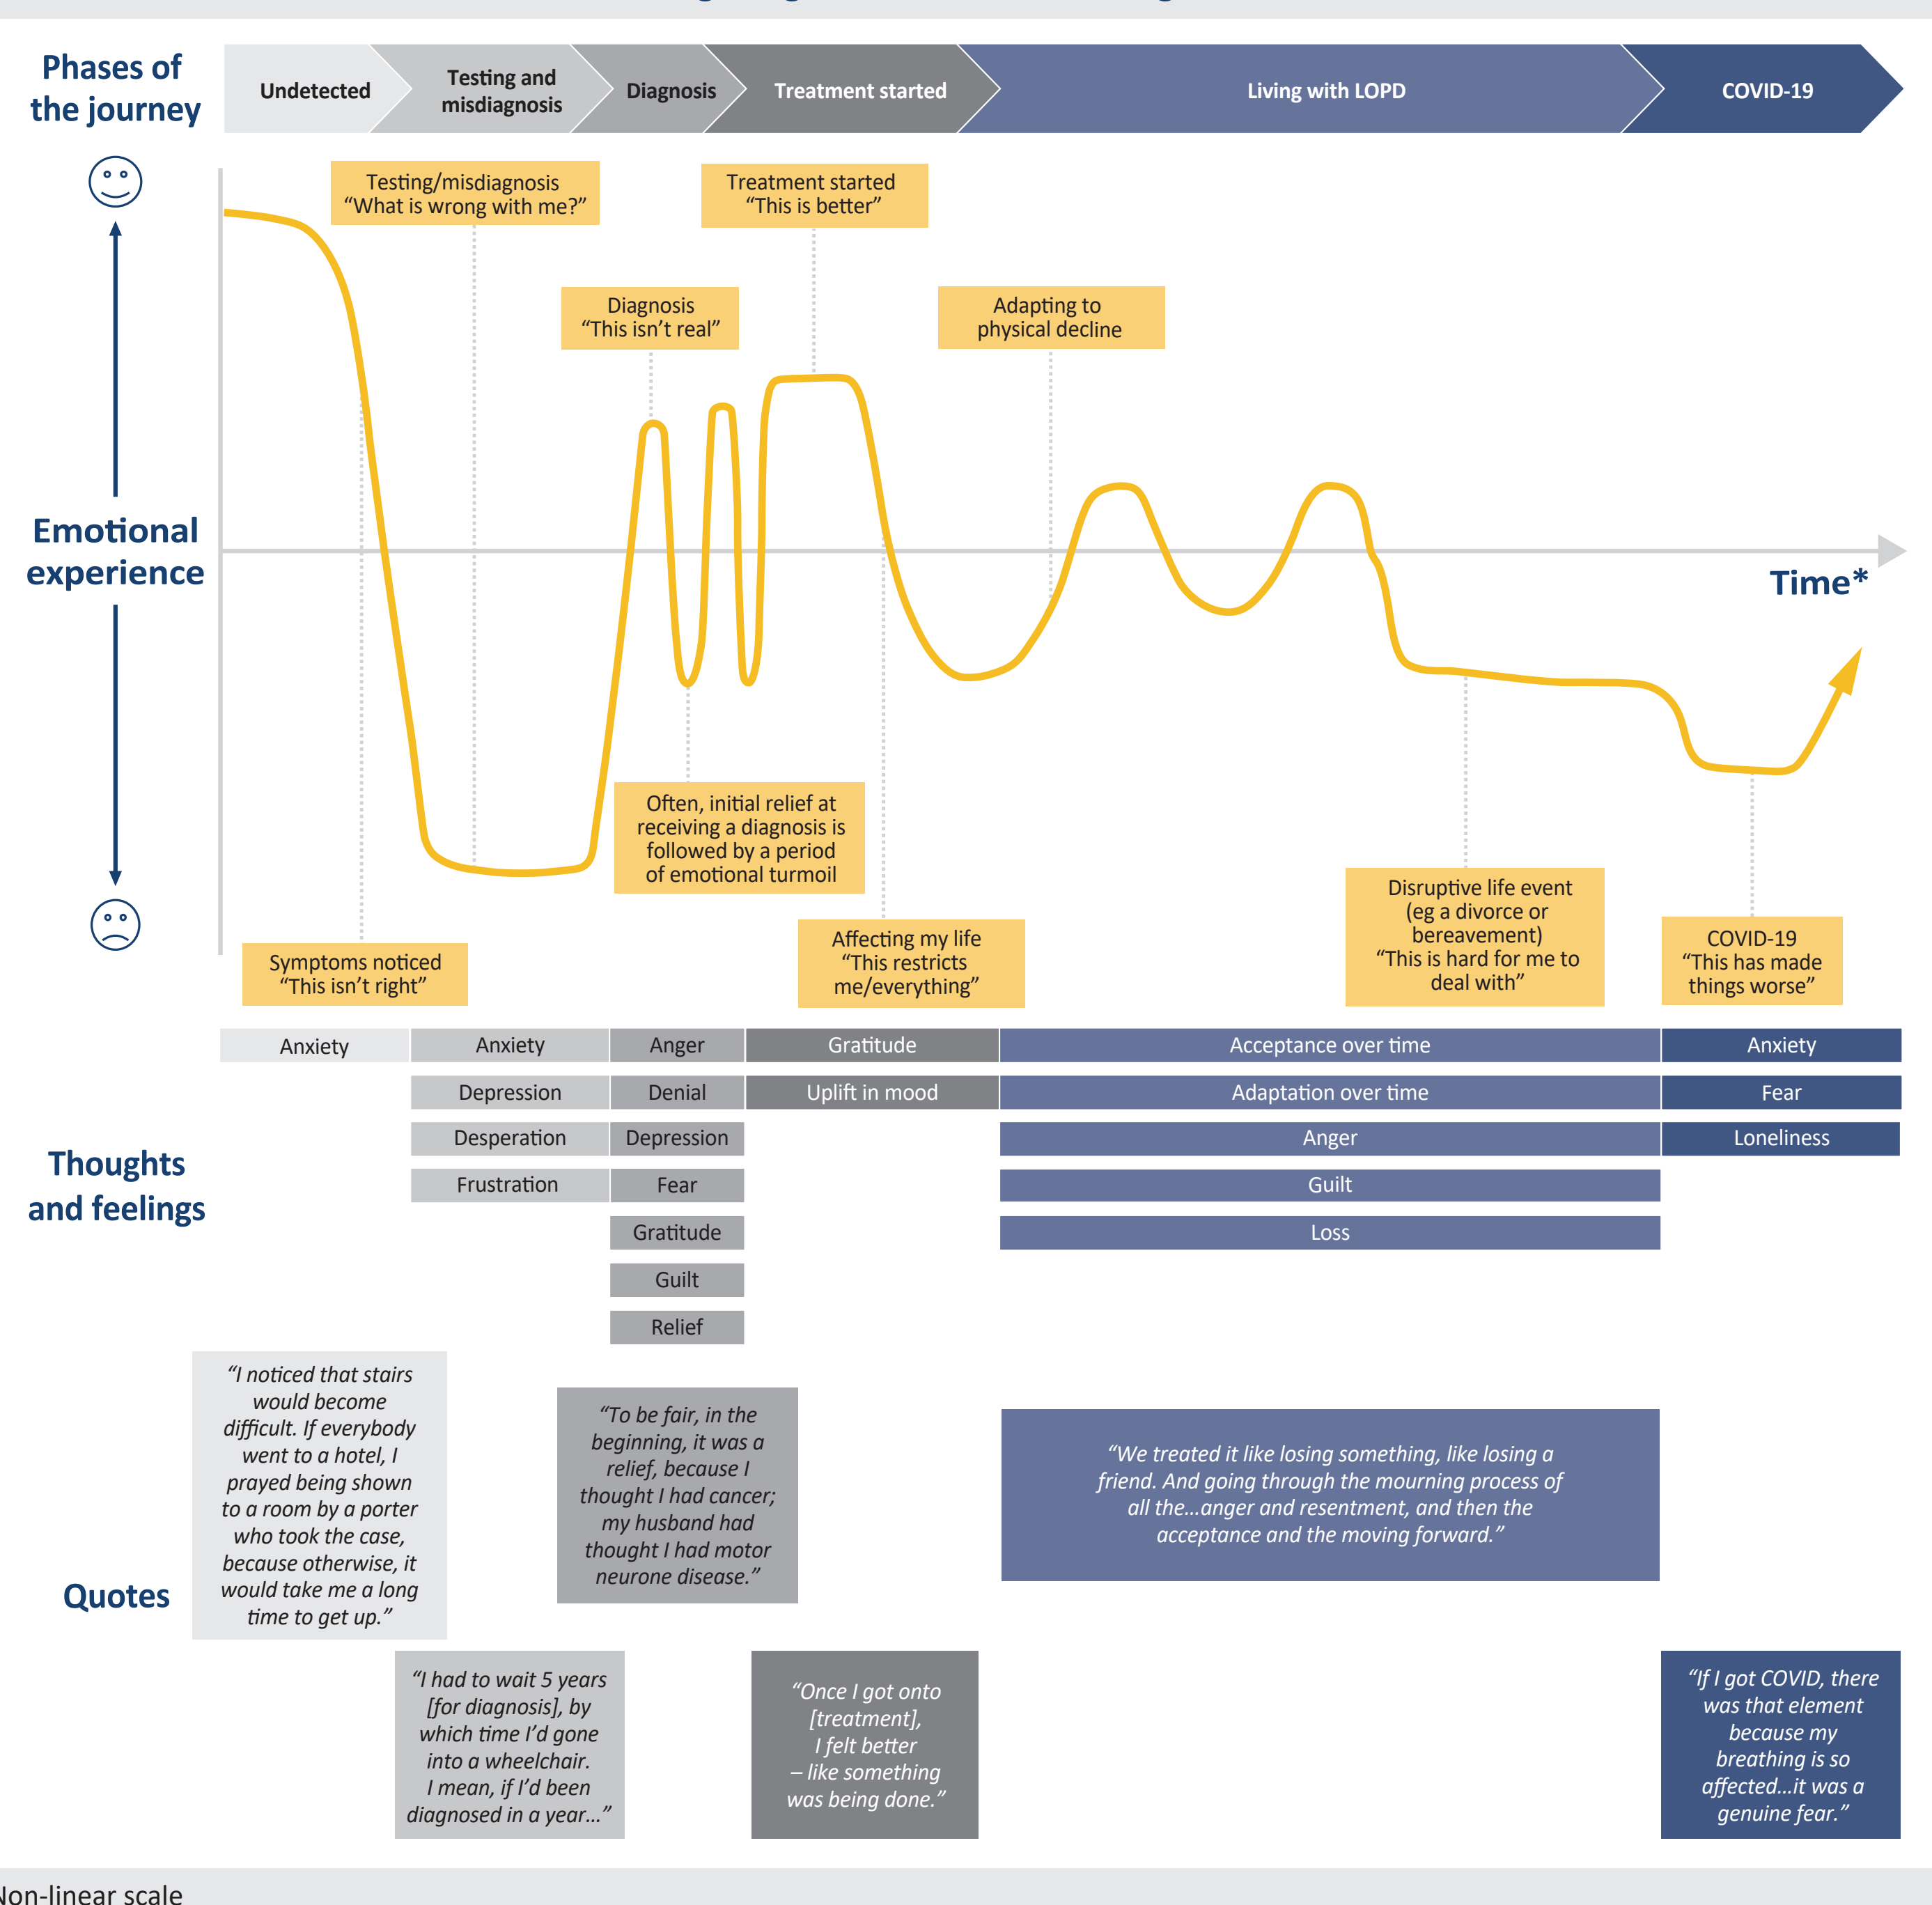 Phases of
the journey
Undetected
Testing and
misdiagnosis
Diagnosis
Treatment started
Living with LOPD
COVID-19
Testing/misdiagnosis
“What is wrong with me?”
Treatment started
“This is better”
Diagnosis
“This isn’t real”
Adapting to
physical decline
Emotional
experience
Time*
Often, initial relief at
receiving a diagnosis is
followed by a period
of emotional turmoil
Disruptive life event
(eg a divorce or
bereavement)
“This is hard for me to
deal with”
Affecting my life
“This restricts
me/everything”
COVID-19
“This has made
things worse”
Symptoms noticed
“This isn’t right”
Thoughts
and feelings
Anxiety
Anxiety
Depression
Desperation
Frustration
Anger
Denial
Depression
Fear
Gratitude
Guilt
Relief
Gratitude
Uplift in mood
Acceptance over time
Adaptation over time
Anger
Guilt
Loss
Anxiety
Fear
Loneliness
Quotes
“I noticed that stairs
would become
difficult. If everybody
went to a hotel, I
prayed being shown
to a room by a porter
who took the case,
because otherwise, it
would take me a long
time to get up.”
“I had to wait 5 years
[for diagnosis], by
which time I’d gone
into a wheelchair.
I mean, if I’d been
diagnosed in a year...”
“To be fair, in the
beginning, it was a
relief, because I
thought I had cancer;
my husband had
thought I had motor
neurone disease.”
“Once I got onto
[treatment],
I felt better
– like something
was being done.”
“We treated it like losing something, like losing a
friend. And going through the mourning process of
all the...anger and resentment, and then the
acceptance and the moving forward.”
“If I got COVID, there
was that element
because my
breathing is so
affected...it was a
genuine fear.”
Non-linear scale